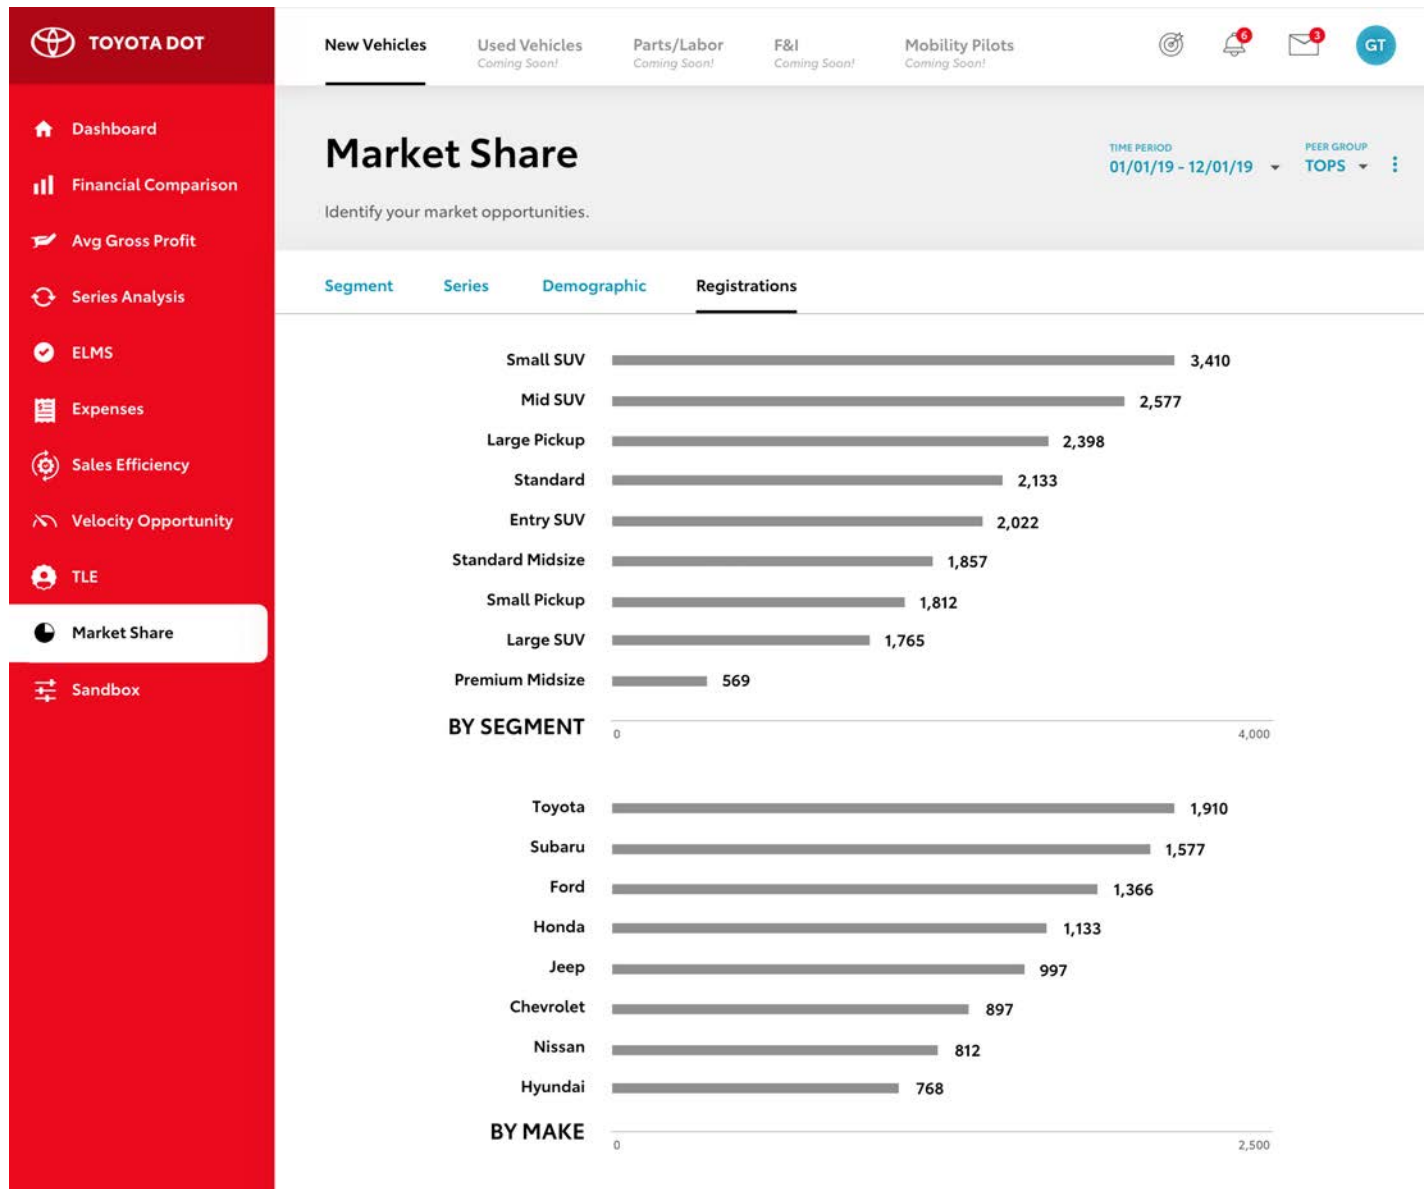 TOYOTA DOT
New Vehicles
Used Vehicles
Coming Soon!
Parts/Labor
Coming Soon!
F&I
Coming Soon!
Mobility Pilots
Coming Soon!
6
3
GT
Dashboard
Financial Comparison
Avg Gross Profit
Series Analysis
ELMS
Expenses
Sales Efficiency
Velocity Opportunity
TLE
Market Share
Sandbox
Market Share
Identify your market opportunities.
TIME PERIOD
01/01/19 - 12/01/19
PEER GROUP
TOPS
Segment Series Demographic Registrations
Small SUV 3,410
Mid SUV 2,577
Large Pickup 2,398
Standard 2,133
Entry SUV 2,022
Standard Midsize 1,857
Small Pickup 1,812
Large SUV 1,765
Premium Midsize 569
BY SEGMENT 0 4,000
Toyota 1,910
Subaru 1,577
Ford 1,366
Honda 1,133
Jeep 997
Chevrolet 897
Nissan 812
Hyundai 768
BY MAKE 0 2,500